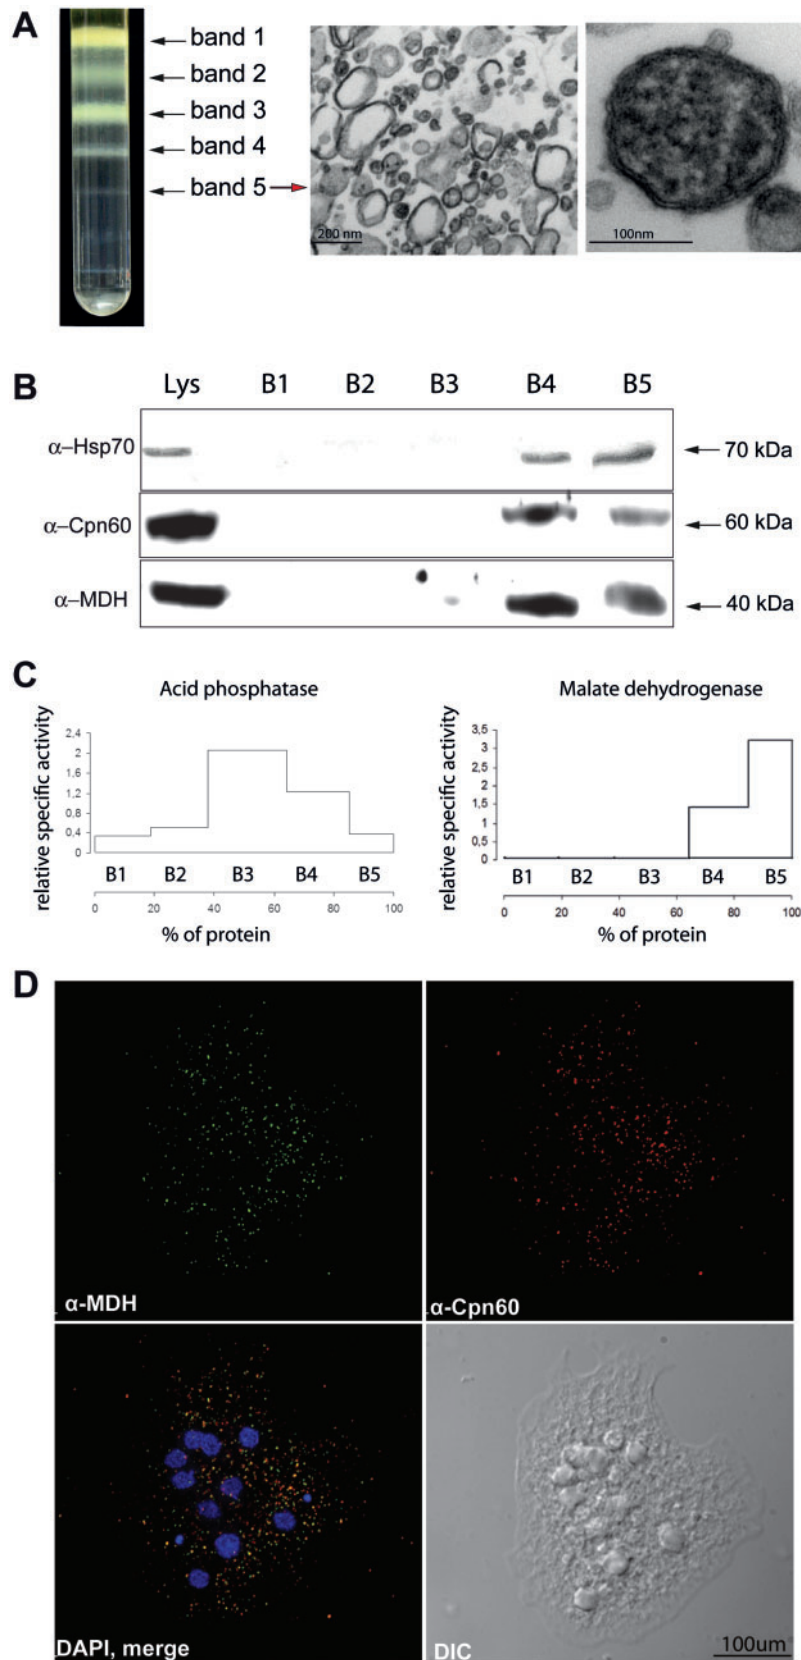 A
band 1
band 2
band 3
band 4
band 5
200 nm
100nm
B
Lys B1 B2 B3 B4 B5
α–Hsp70
70 kDa
α–Cpn60
60 kDa
α–MDH
40 kDa
C
Acid phosphatase
relative specific activity
2,4
2
1,6
1,2
0,8
0,4
0
B1 B2 B3 B4 B5
0 20 40 60 80 100
% of protein
Malate dehydrogenase
relative specific activity
3,5
3
2,5
2
1,5
1
0,5
0
B1 B2 B3 B4 B5
0 20 40 60 80 100
% of protein
D
α-MDH
α-Cpn60
DAPI, merge
DIC
100um